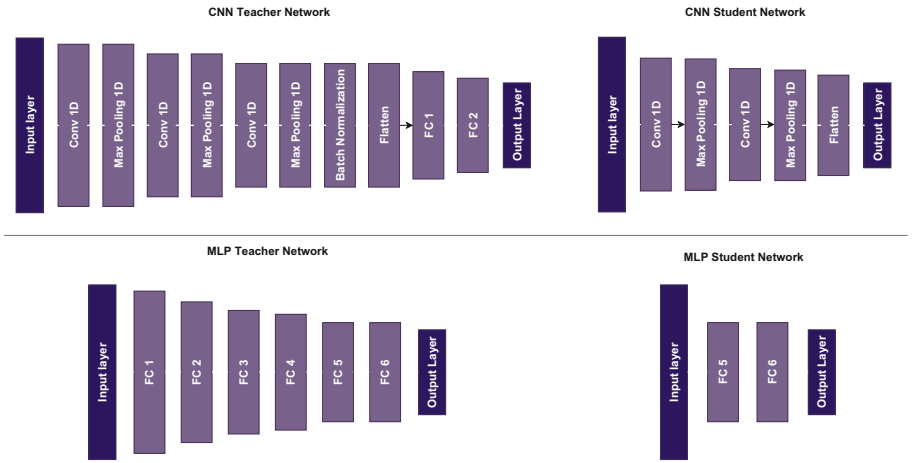 CNN Teacher Network
Input layer
Conv 1D
Max Pooling 1D
Conv 1D
Max Pooling 1D
Conv 1D
Max Pooling 1D
Batch Nomnalization
Flatten
FC 1
FC 2
Output Layer
CNN Student Network
Input layer
Conv 1D
Max Pooling 1D
Conv 1D
Max Pooling 1D
Flatten
Output Layer
MLP Teacher Network
Input layer
FC 1
FC 2
FC 3
FC 4
FC 5
FC 6
Output Layer
MLP Student Network
Input layer
FC 5
FC 6
Output Layer